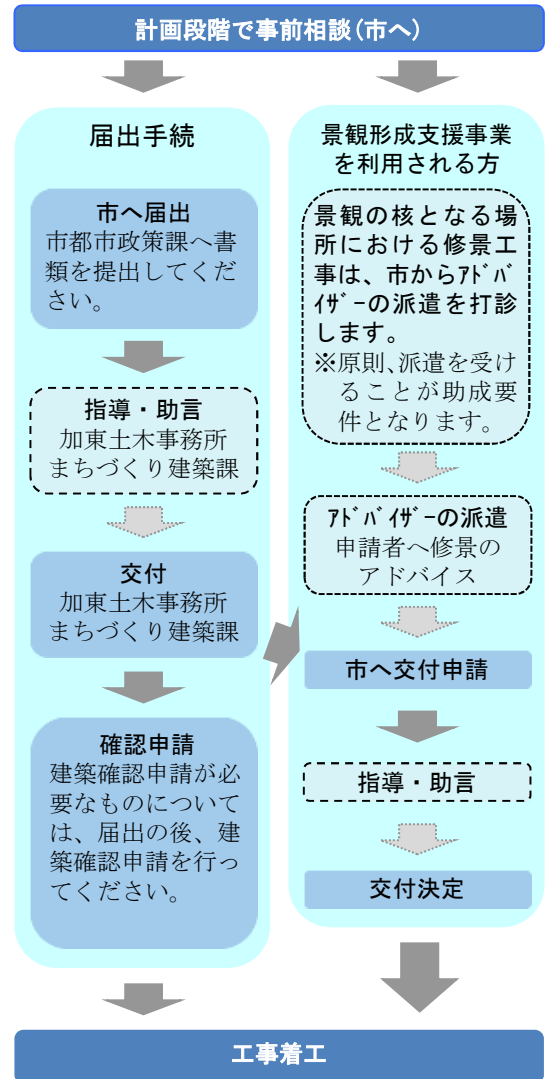 計画段階で事前相談(市へ)
届出手続
市へ届出
市都市政策課へ書
類を提出してくだ
さい。
指導・助言
加東土木事務所
まちづくり建築課
交付
加東土木事務所
まちづくり建築課
確認申請
建築確認申請が必
要なものについて
は、届出の後、建
築確認申請を行っ
てください。
景観形成支援事業
を利用される方
景観の核となる場
所における修景工
事は、市からｱﾄﾞﾊﾞ
ｲｻﾞｰの派遣を打診
します。
※原則、派遣を受け
ることが助成要
件となります。
ｱﾄﾞﾊﾞｲｻﾞｰの派遣
申請者へ修景の
アドバイス
市へ交付申請
指導・助言
交付決定
工事着工